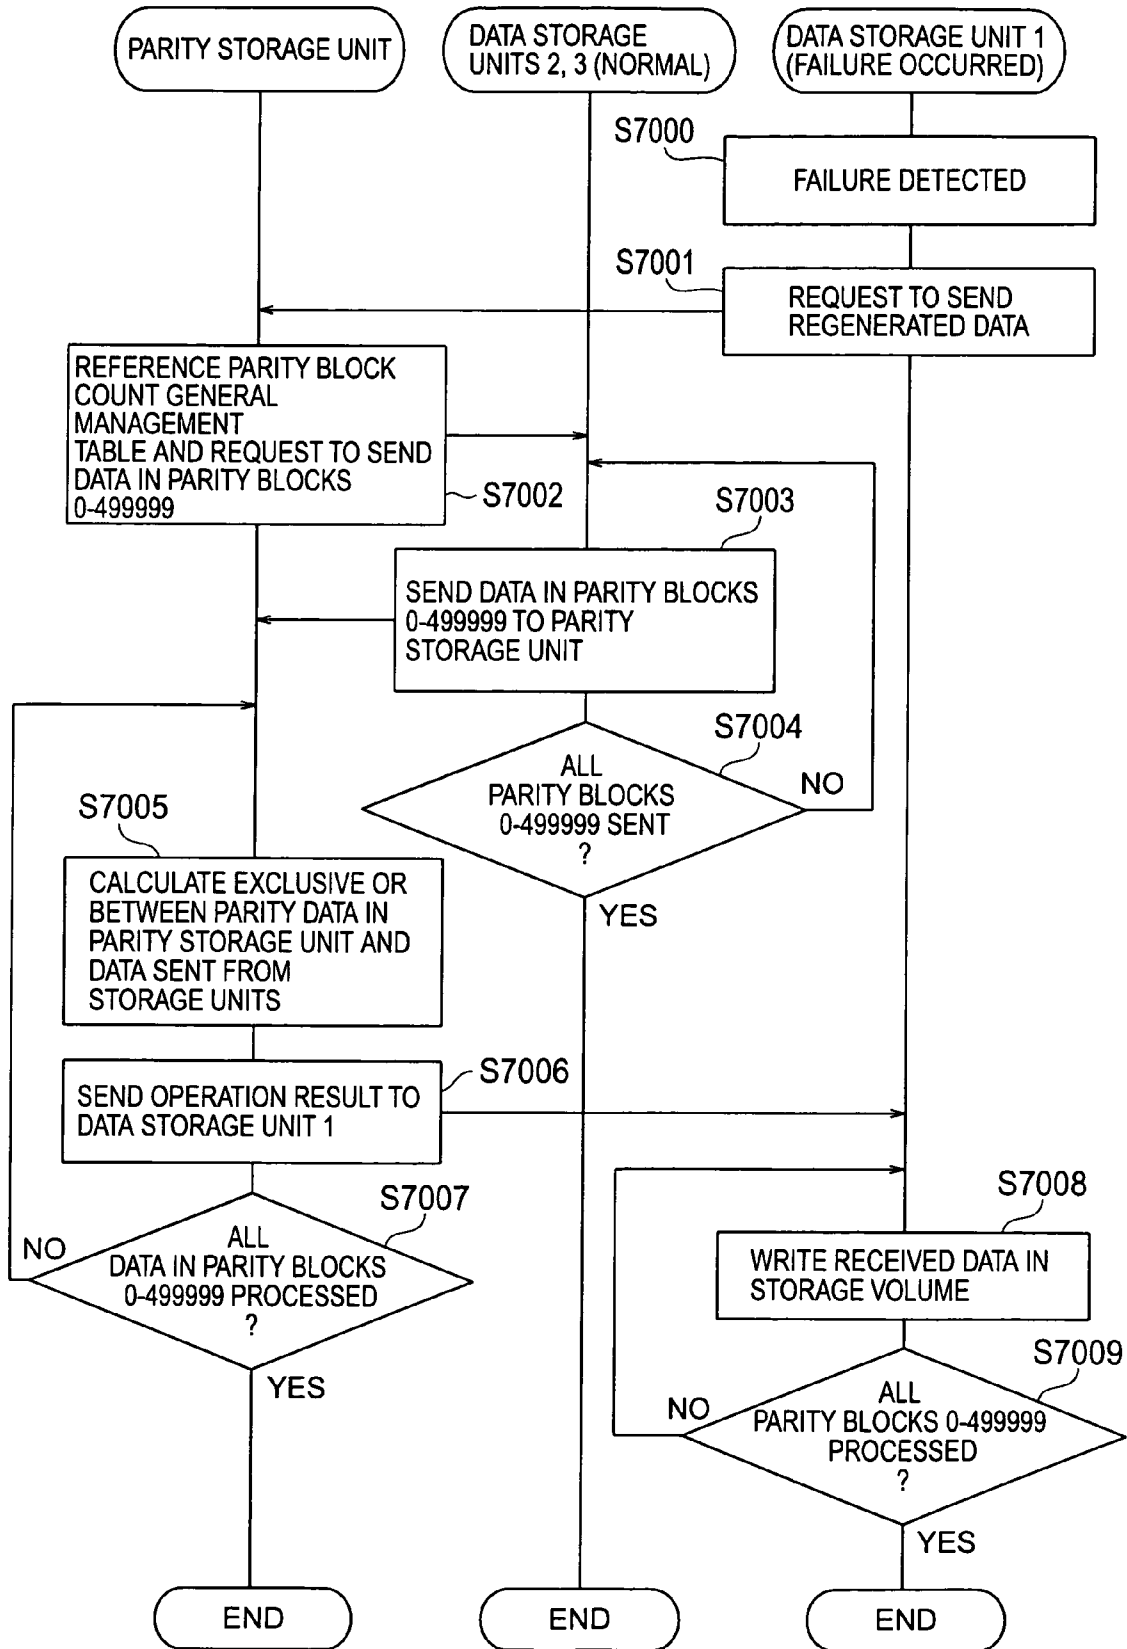 PARITY STORAGE UNIT
DATA STORAGE
UNITS 2, 3 (NORMAL)
DATA STORAGE UNIT 1
(FAILURE OCCURRED)
S7000
FAILURE DETECTED
S7001
REQUEST TO SEND
REGENERATED DATA
REFERENCE PARITY BLOCK
COUNT GENERAL
MANAGEMENT
TABLE AND REQUEST TO SEND
DATA IN PARITY BLOCKS
0-499999
S7002
S7003
SEND DATA IN PARITY BLOCKS
0-499999 TO PARITY
STORAGE UNIT
S7004
ALL
PARITY BLOCKS
0-499999 SENT
?
NO
YES
S7005
CALCULATE EXCLUSIVE OR
BETWEEN PARITY DATA IN
PARITY STORAGE UNIT AND
DATA SENT FROM
STORAGE UNITS
S7006
SEND OPERATION RESULT TO
DATA STORAGE UNIT 1
S7007
ALL
DATA IN PARITY BLOCKS
0-499999 PROCESSED
?
NO
YES
S7008
WRITE RECEIVED DATA IN
STORAGE VOLUME
S7009
ALL
PARITY BLOCKS 0-499999
PROCESSED
?
NO
YES
END
END
END